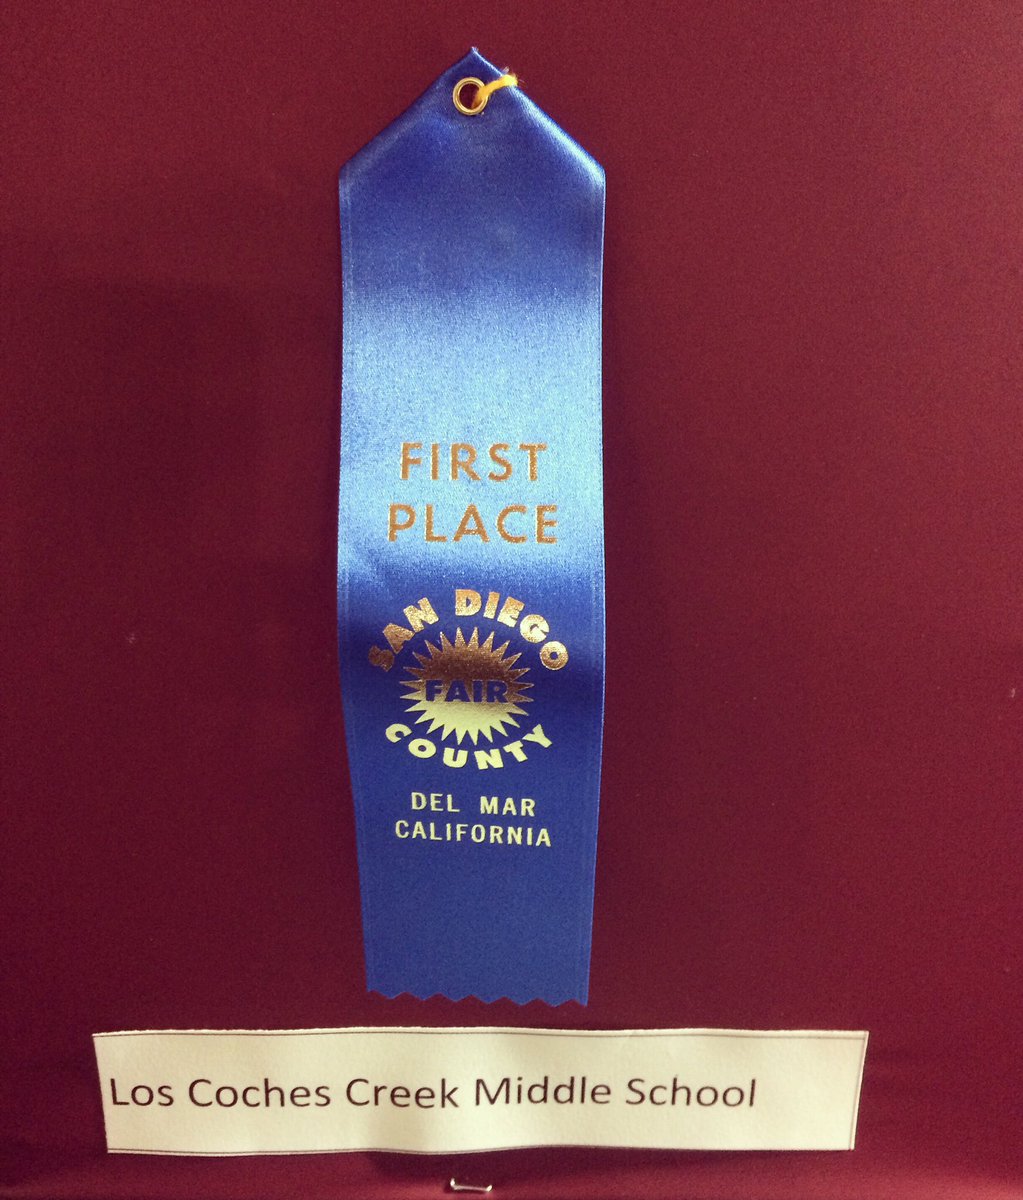 FIRST
PLACE
SAN DIEGO
FAIR
COUNTY
DEL MAR
CALIFORNIA
Los Coches Creek Middle School